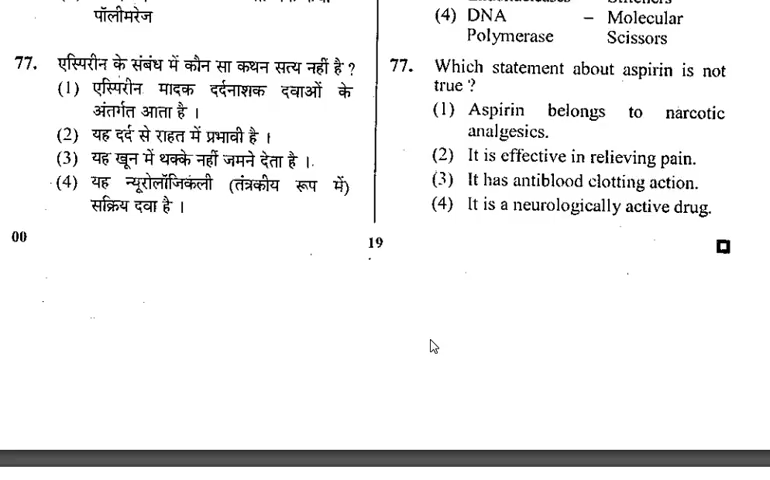 पॉलीमरेज
77. एस्पिरीन के संबंध में कौन सा कथन सत्य नहीं है ?
(1) एस्पिरीन मादक दर्दनाशक दवाओं के
अंतर्गत आता है ।
(2) यह दर्द से राहत में प्रभावी है ।
(3) यह खून में थक्के नहीं जमने देता है ।
(4) यह न्यूरोलॉजिकली (तंत्रकीय रूप में)
सक्रिय दवा है ।
00
(4) DNA – Molecular
Polymerase Scissors
77. Which statement about aspirin is not
true ?
(1) Aspirin belongs to narcotic
analgesics.
(2) It is effective in relieving pain.
(3) It has antiblood clotting action.
(4) It is a neurologically active drug.
19